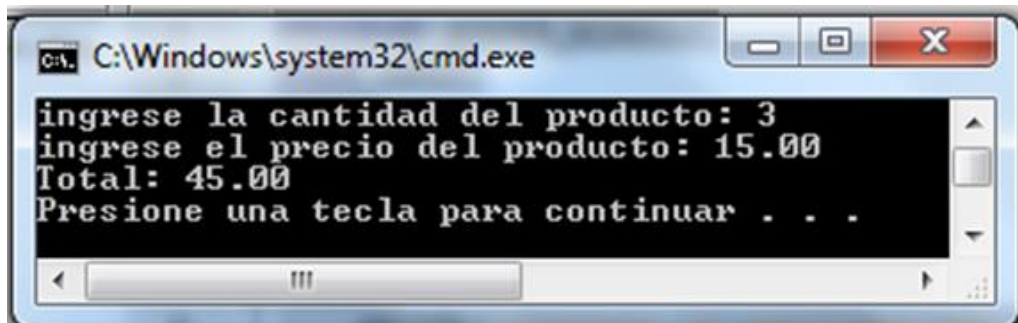 C:\Windows\system32\cmd.exe
ingrese la cantidad del producto: 3
ingrese el precio del producto: 15.00
Total: 45.00
Presione una tecla para continuar . . .